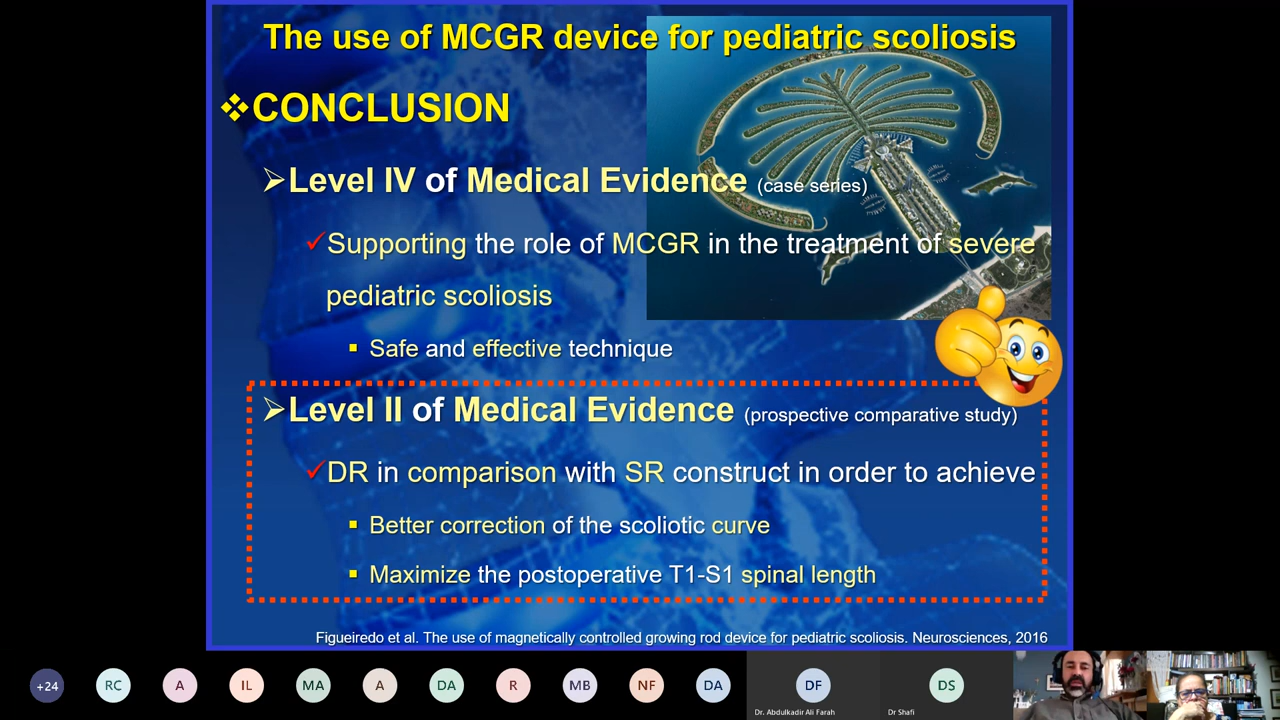 The use of MCGR device for pediatric scoliosis
❖CONCLUSION
➢Level IV of Medical Evidence (case series)
✓Supporting the role of MCGR in the treatment of severe
pediatric scoliosis
▪ Safe and effective technique
➢Level II of Medical Evidence (prospective comparative study)
✓DR in comparison with SR construct in order to achieve
▪ Better correction of the scoliotic curve
▪ Maximize the postoperative T1-S1 spinal length
Figueiredo et al. The use of magnetically controlled growing rod device for pediatric scoliosis. Neurosciences, 2016
+24 RC A IL MA A DA R MB NF DA DF DS
Dr. Abdulkadir Ali Farah Dr Shafi